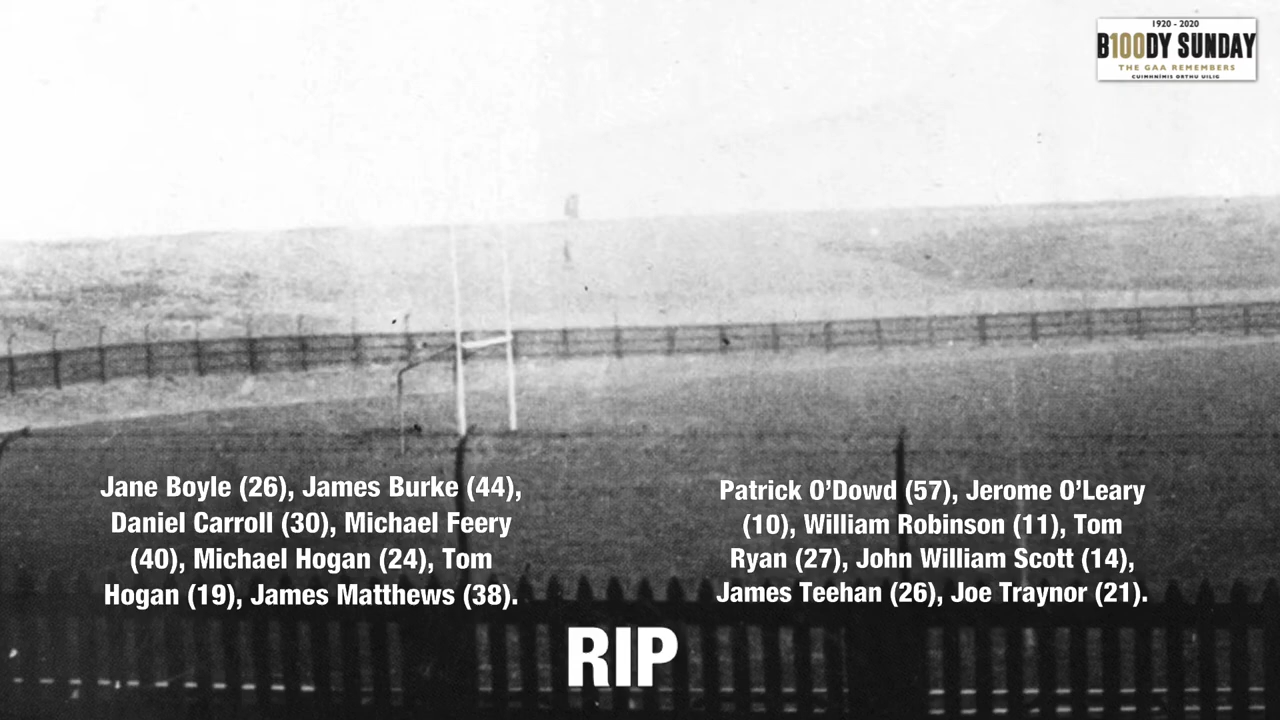 1920 - 2020
B100DY SUNDAY
THE GAA REMEMBERS
CUIMHNÍMIS ORTHU UILIG
Jane Boyle (26), James Burke (44),
Daniel Carroll (30), Michael Feery
(40), Michael Hogan (24), Tom
Hogan (19), James Matthews (38).
Patrick O’Dowd (57), Jerome O’Leary
(10), William Robinson (11), Tom
Ryan (27), John William Scott (14),
James Teehan (26), Joe Traynor (21).
RIP